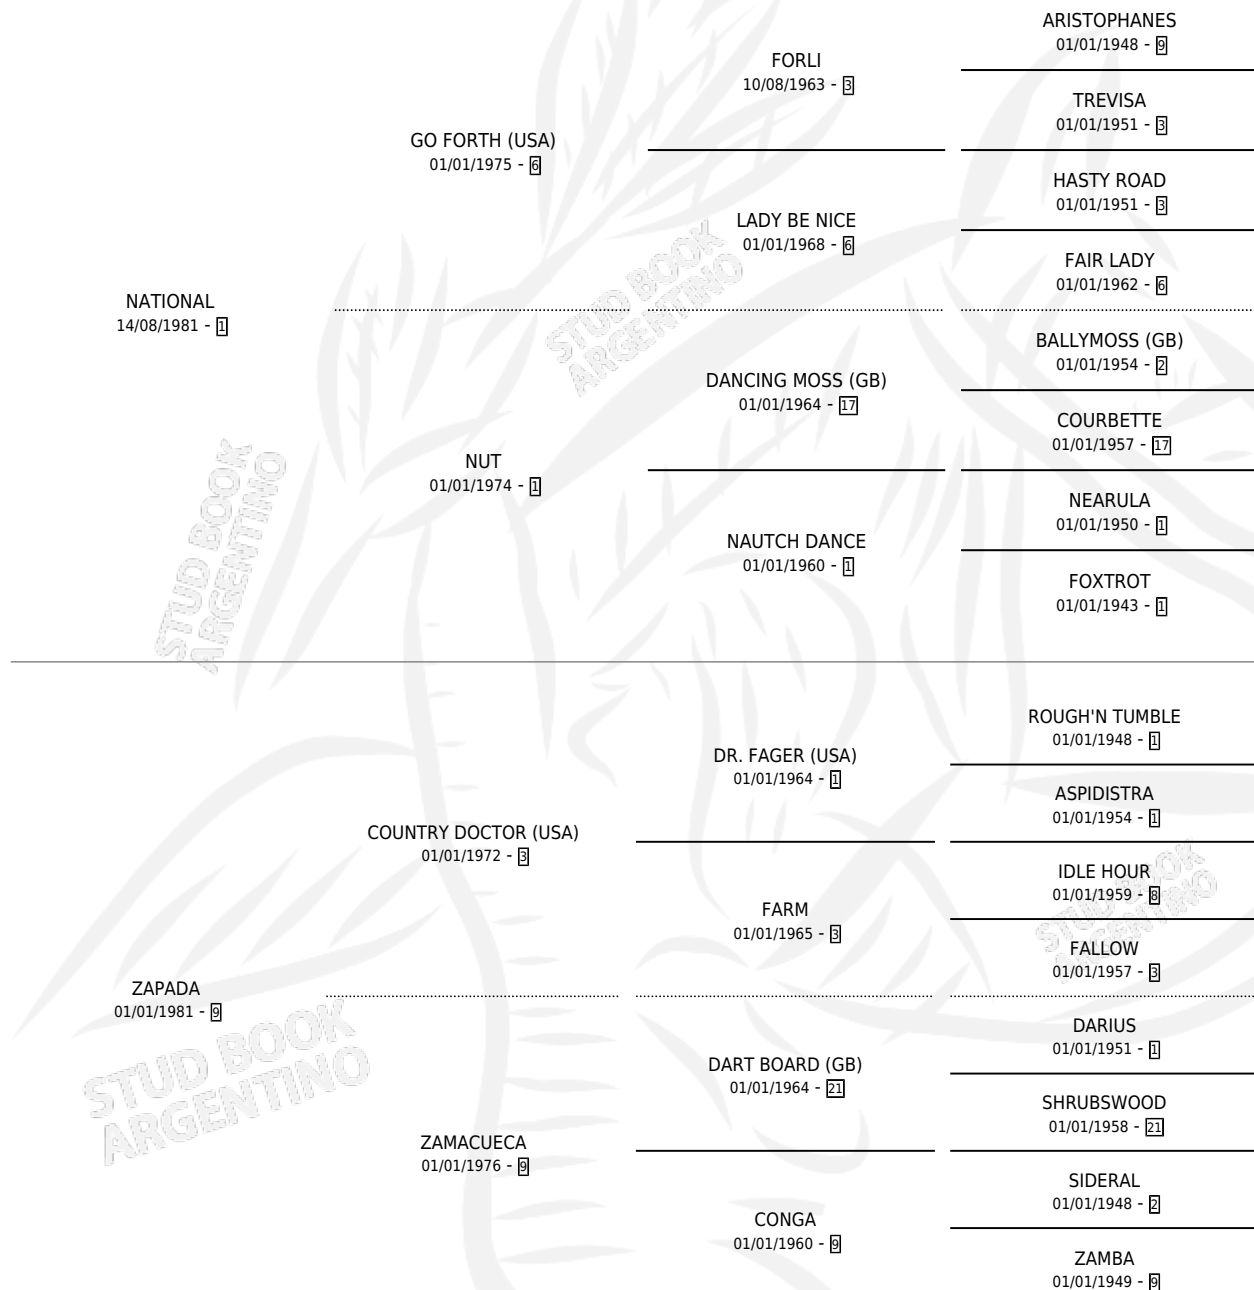 ARISTOPHANES
01/01/1948 - 9
FORLI
10/08/1963 - 3
TREVISA
01/01/1951 - 3
GO FORTH (USA)
01/01/1975 - 6
HASTY ROAD
01/01/1951 - 3
LADY BE NICE
01/01/1968 - 6
FAIR LADY
01/01/1962 - 6
NATIONAL
14/08/1981 - 1
STUD BOOK
ARGENTINO
BALLYMOSS (GB)
01/01/1954 - 2
DANCING MOSS (GB)
01/01/1964 - 17
COURBETTE
01/01/1957 - 17
NUT
01/01/1974 - 1
NEARULA
01/01/1950 - 1
NAUTCH DANCE
01/01/1960 - 1
FOXTROT
01/01/1943 - 1
STUD BOOK
ARGENTINO
ROUGH'N TUMBLE
01/01/1948 - 1
DR. FAGER (USA)
01/01/1964 - 1
ASPIDISTRA
01/01/1954 - 1
COUNTRY DOCTOR (USA)
01/01/1972 - 3
IDLE HOUR
01/01/1959 - 8
FARM
01/01/1965 - 3
STUD BOOK
ARGENTINO
FALLOW
01/01/1957 - 3
ZAPADA
01/01/1981 - 9
DARIUS
01/01/1951 - 1
DART BOARD (GB)
01/01/1964 - 21
STUD BOOK
ARGENTINO
SHRUBSWOOD
01/01/1958 - 21
ZAMACUECA
01/01/1976 - 9
SIDERAL
01/01/1948 - 2
CONGA
01/01/1960 - 9
ZAMBA
01/01/1949 - 9